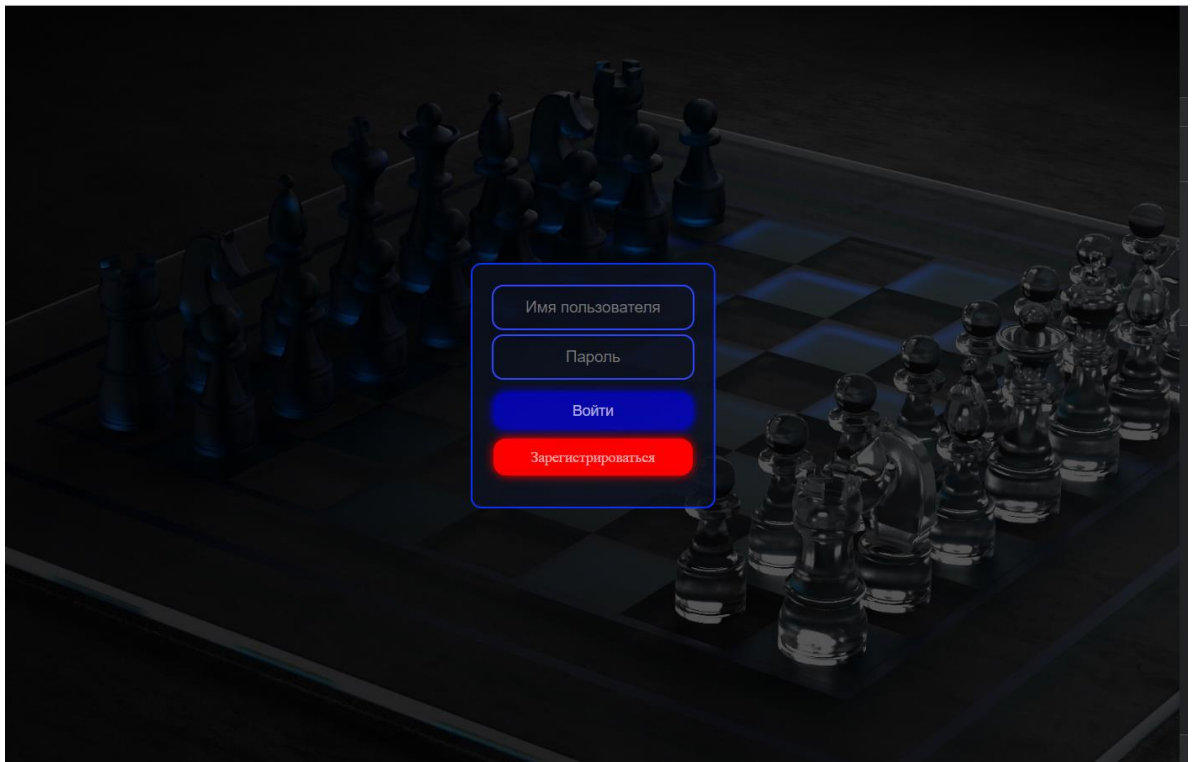 Имя пользователя
Пароль
Войти
Зарегистрироваться